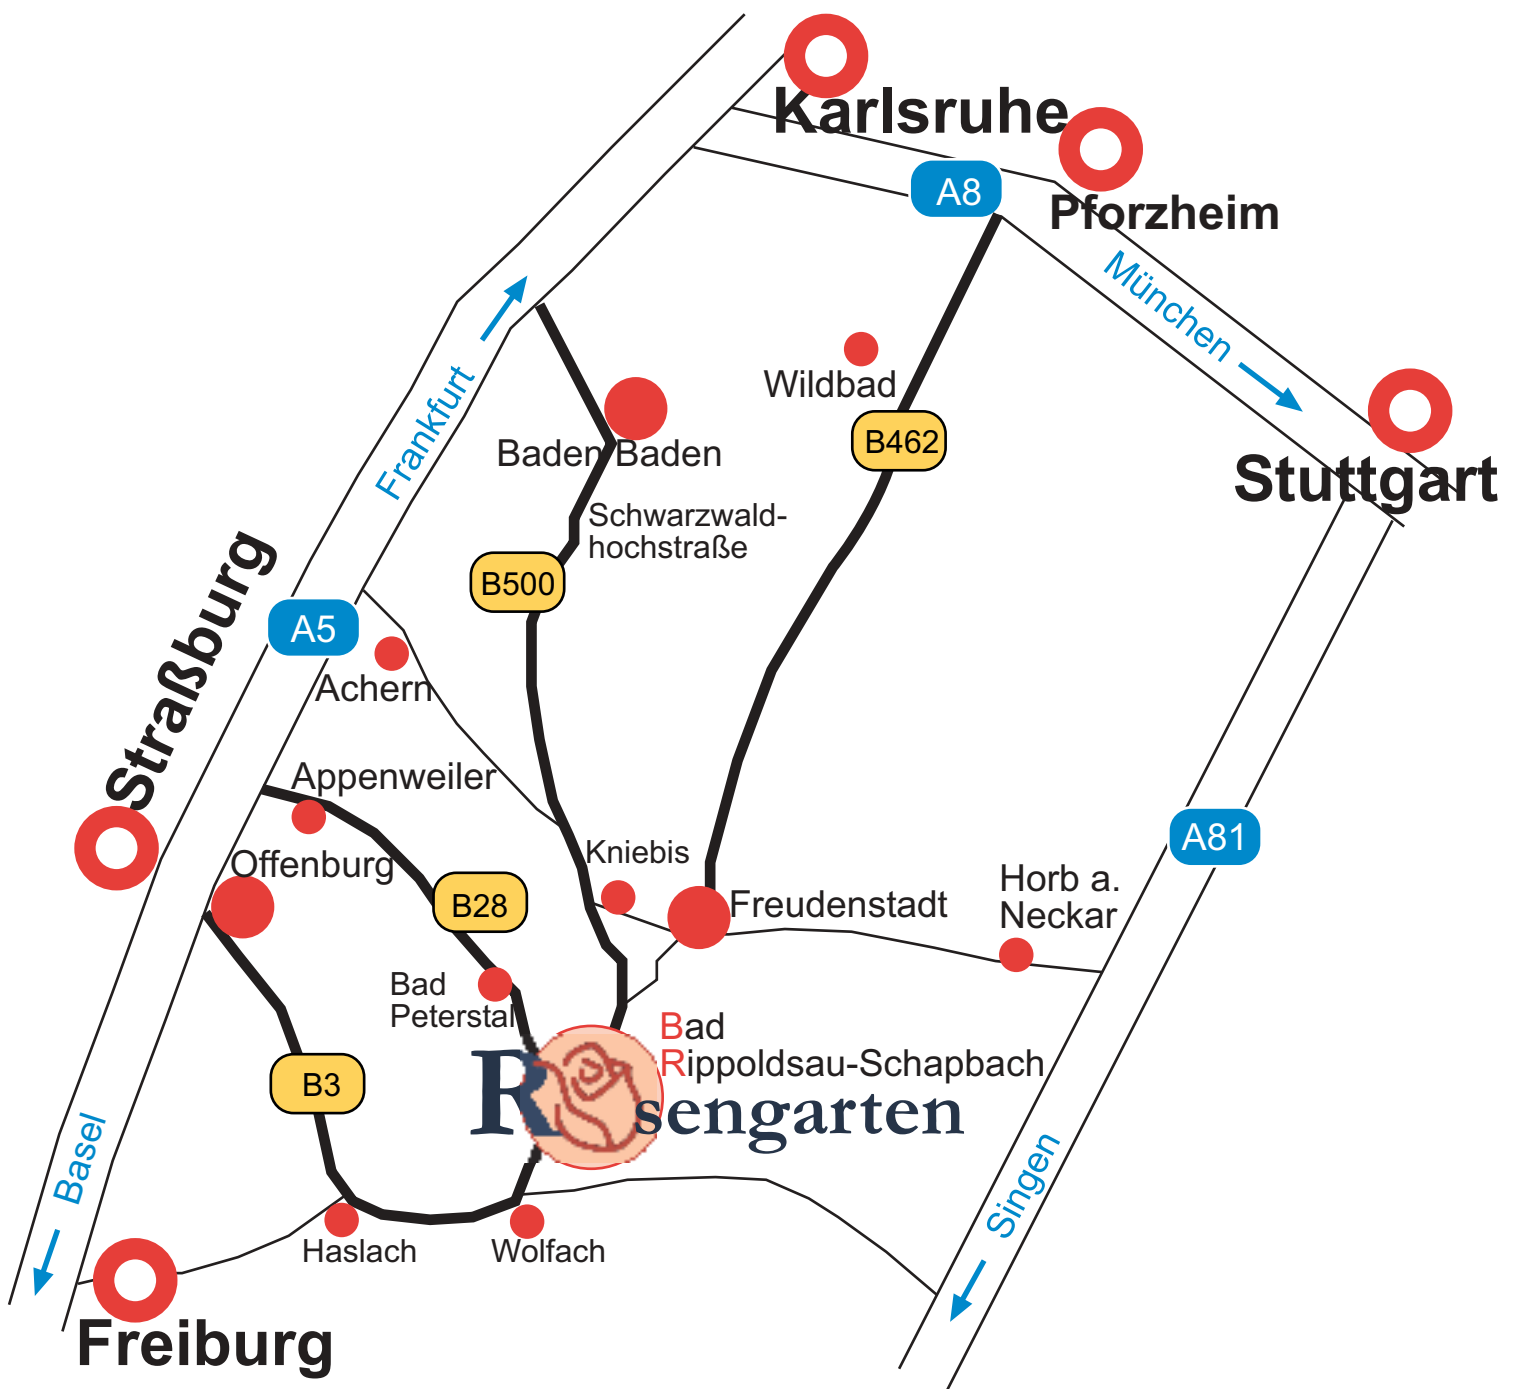 Karlsruhe
A8
Pforzheim
München
Frankfurt
Wildbad
B462
Baden Baden
Stuttgart
Schwarzwald-
hochstraße
B500
Straßburg
A5
Achern
Appenweiler
A81
Offenburg
Kniebis
B28
Freudenstadt
Horb a.
Neckar
Bad
Peterstal
Bad
Rippoldsau-Schapbach
B3
R sengarten
Basel
Singen
Haslach
Wolfach
Freiburg